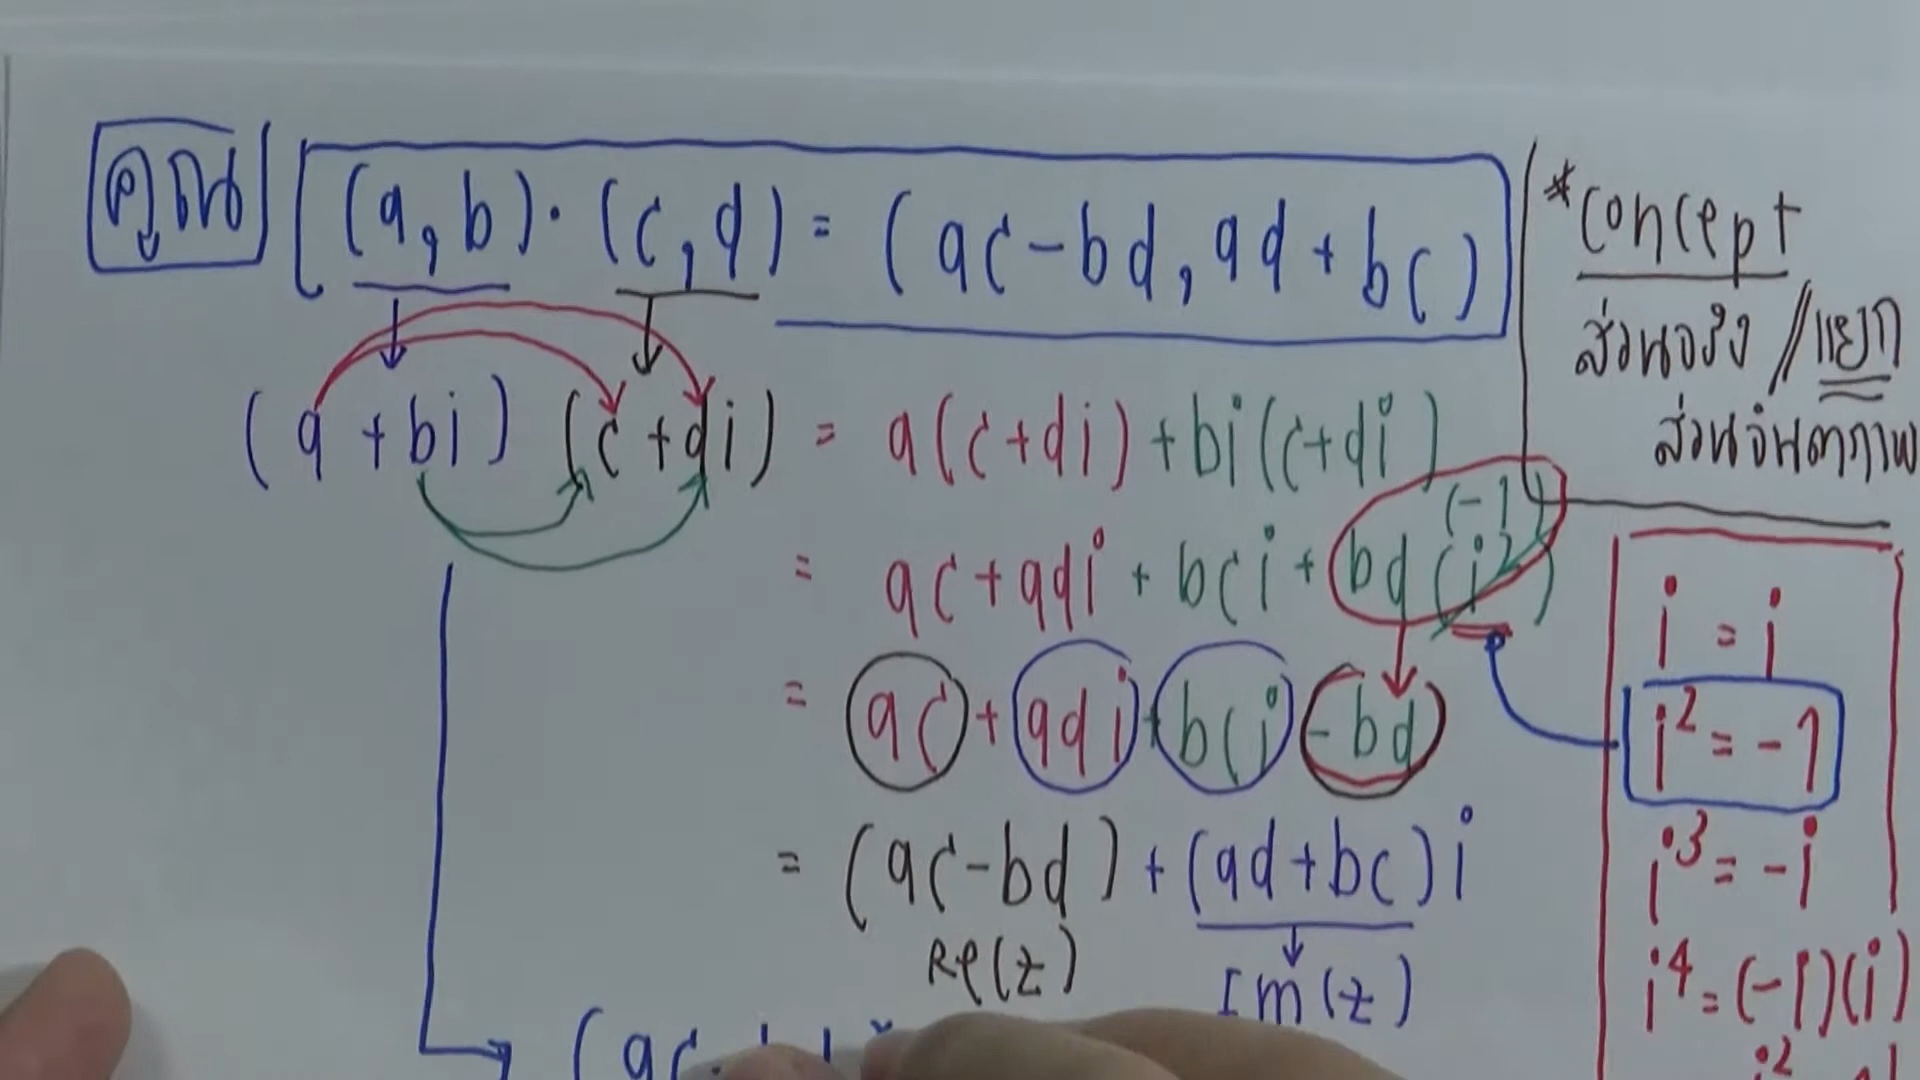 คูณ (a,b)·(c,d) = (ac-bd, ad+bc)
(a+bi)(c+di) = a(c+di)+bi(c+di)
= ac+adi+bci+bd(i²) (-1)
= ac+adi+bci-bd
= (ac-bd)+(ad+bc)i
Re(z) Im(z)
(ac
*concept
ส่วนจริง // แยก
ส่วนจินตภาพ
i = i
i² = -1
i³ = -i
i⁴ = (-1)(i)